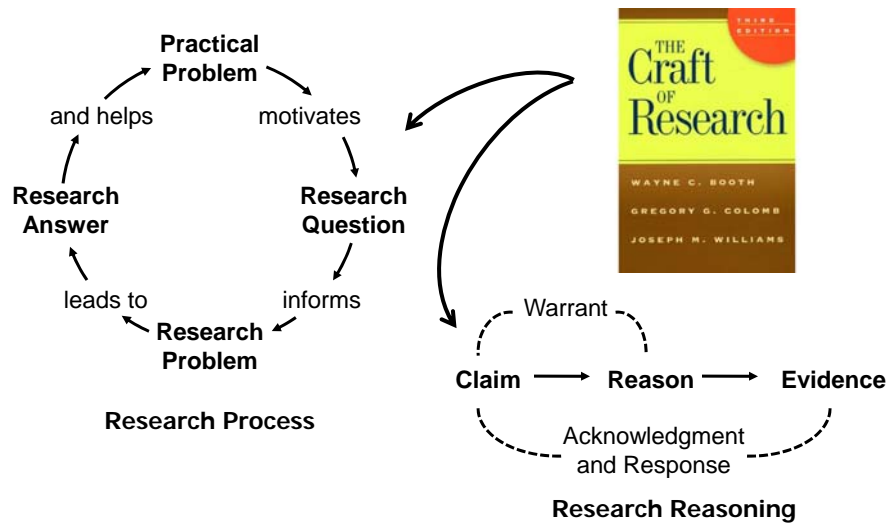 Practical
Problem
and helps
motivates
Research
Answer
Research
Question
leads to
informs
Research
Problem
Research Process
THIRD
EDITION
THE
Craft
OF
Research
WAYNE C. BOOTH
GREGORY G. COLOMB
JOSEPH M. WILLIAMS
Warrant
Claim
Reason
Evidence
Acknowledgment
and Response
Research Reasoning